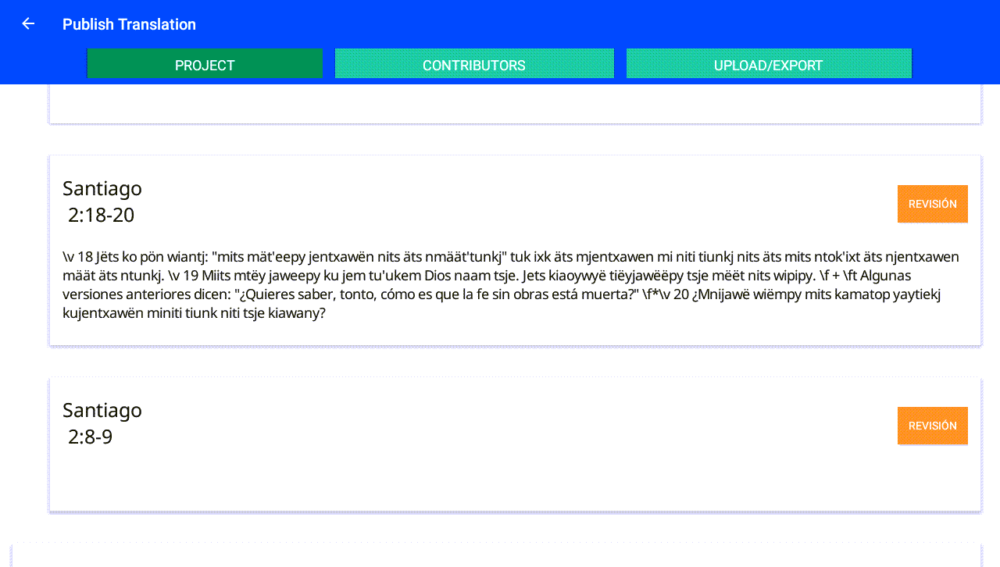 Publish Translation
PROJECT
CONTRIBUTORS
UPLOAD/EXPORT
Santiago
2:18-20
REVISIÓN
\v 18 Jëts ko pön wiantj: "mits mät'eepy jentxawën nits äts nmäät'tunkj" tuk ixk äts mjentxawen mi niti tiunkj nits äts mits ntok'ixt äts njentxawen
määt äts ntunkj. \v 19 Miits mtëy jaweepy ku jem tu'ukem Dios naam tsje. Jets kiaoywyë tiëyjawëëpy tsje mëët nits wipipy. \f + \ft Algunas
versiones anteriores dicen: "¿Quieres saber, tonto, cómo es que la fe sin obras está muerta?" \f*\v 20 ¿Mnijawë wiëmpy mits kamatop yaytiekj
kujentxawën miniti tiunk niti tsje kiawany?
Santiago
2:8-9
REVISIÓN